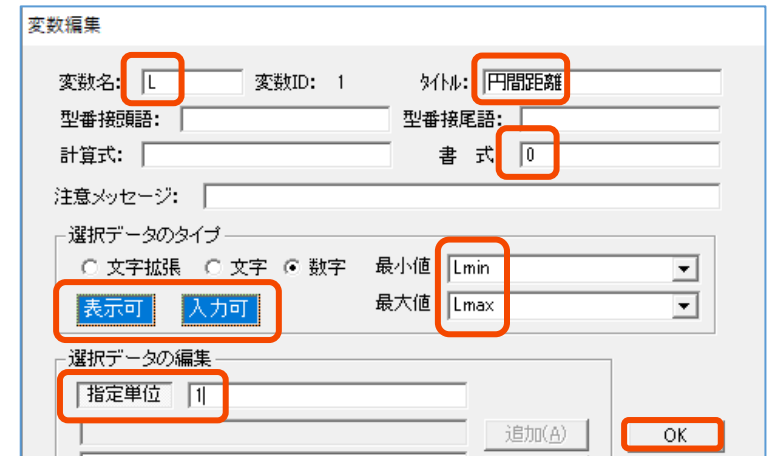 変数編集
変数名: L 変数ID: 1 タイトル: 円間距離
型番接頭語: 型番接尾語:
計算式: 書 式 0
注意メッセージ:
選択データのタイプ
文字拡張 文字 数字 最小値 Lmin
表示可 入力可 最大値 Lmax
選択データの編集
指定単位 1
追加(A) OK